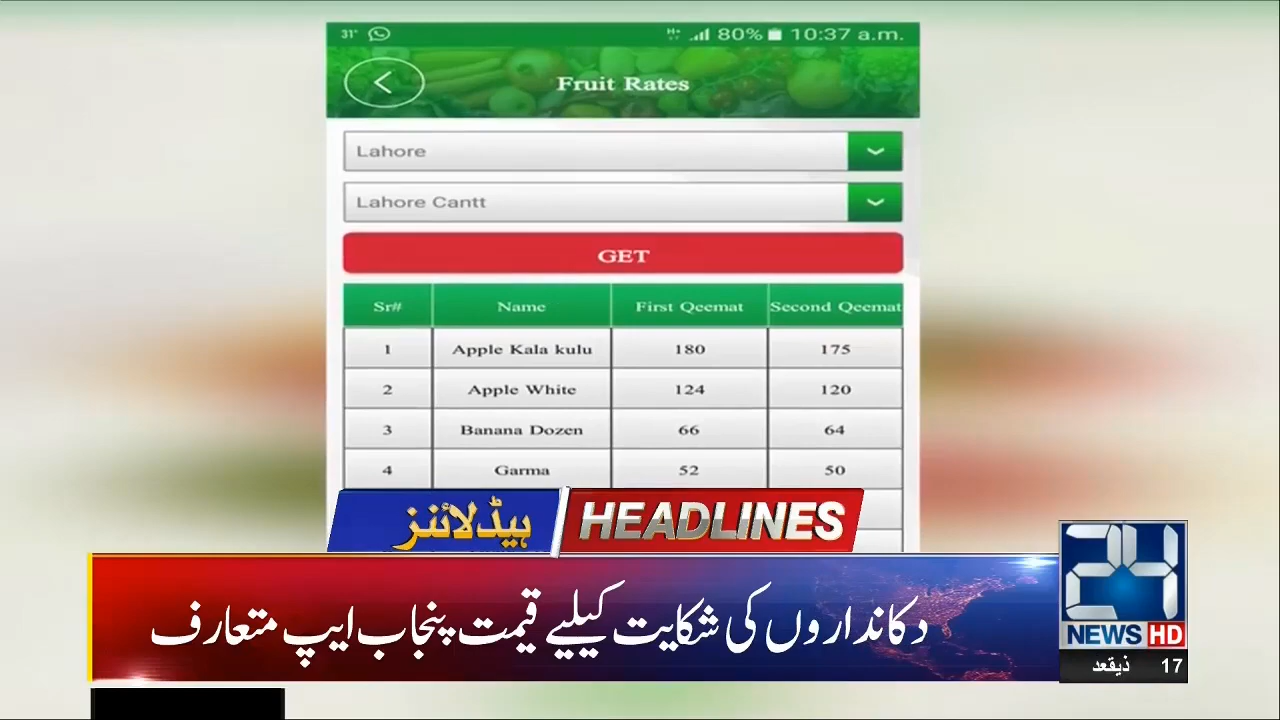 31° 80% 10:37 a.m.
Fruit Rates
Lahore
Lahore Cantt
GET
Sr# Name First Qeemat Second Qeemat
1 Apple Kala kulu 180 175
2 Apple White 124 120
3 Banana Dozen 66 64
4 Garma 52 50
ہیڈلائنز HEADLINES
دکانداروں کی شکایت کیلیے قیمت پنجاب ایپ متعارف
24
NEWS HD
17 ذیقعد